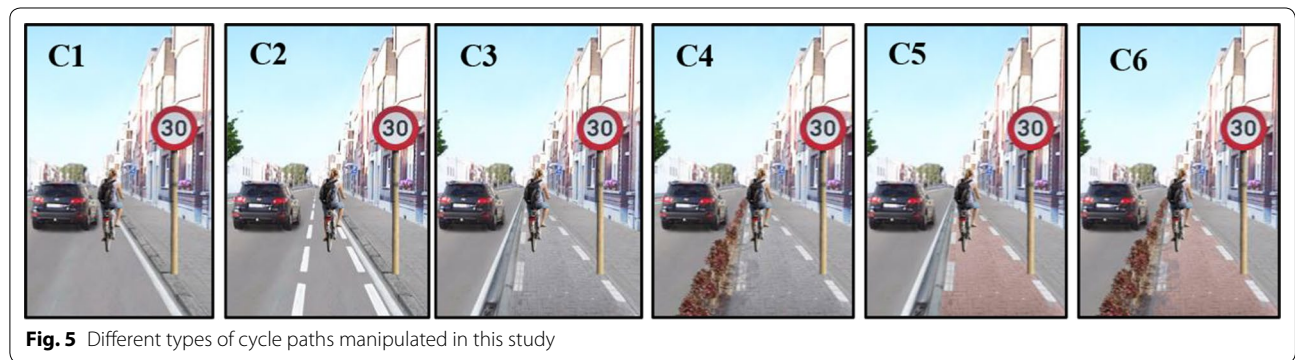 C1 C2 C3 C4 C5 C6
30 30 30 30 30 30
Fig. 5 Different types of cycle paths manipulated in this study